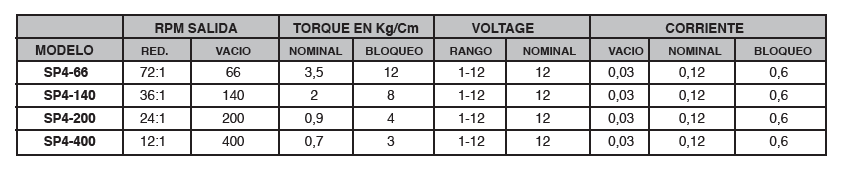 RPM SALIDA TORQUE EN Kg/Cm VOLTAGE CORRIENTE
MODELO RED. VACIO NOMINAL BLOQUEO RANGO NOMINAL VACIO NOMINAL BLOQUEO
SP4-66 72:1 66 3,5 12 1-12 12 0,03 0,12 0,6
SP4-140 36:1 140 2 8 1-12 12 0,03 0,12 0,6
SP4-200 24:1 200 0,9 4 1-12 12 0,03 0,12 0,6
SP4-400 12:1 400 0,7 3 1-12 12 0,03 0,12 0,6